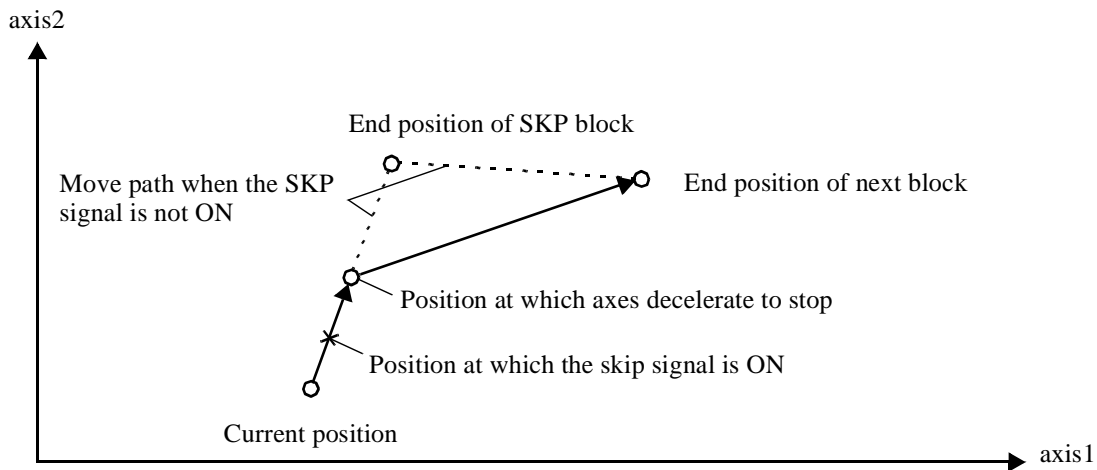 axis2
End position of SKP block
Move path when the SKP
signal is not ON
End position of next block
Position at which axes decelerate to stop
Position at which the skip signal is ON
Current position
axis1